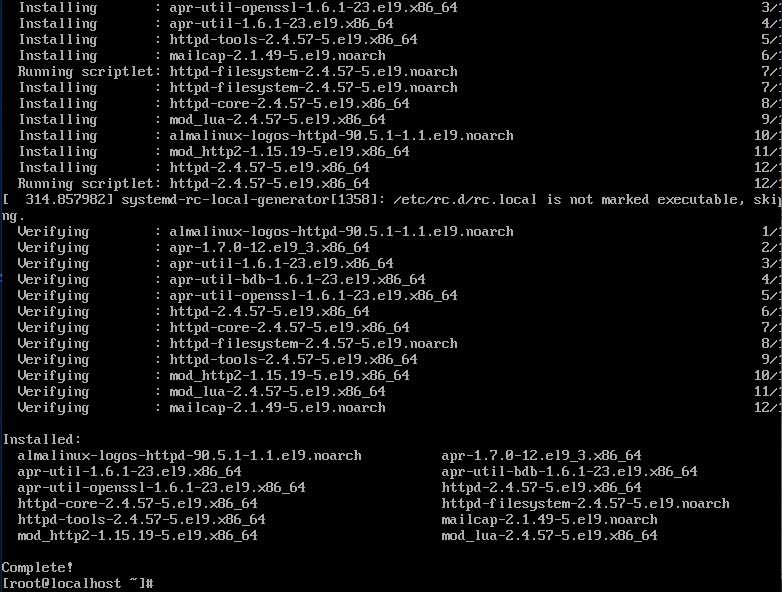 Installing : apr-util-openssl-1.6.1-23.el9.x86_64 3/
Installing : apr-util-1.6.1-23.el9.x86_64 4/
Installing : httpd-tools-2.4.57-5.el9.x86_64 5/
Installing : mailcap-2.1.49-5.el9.noarch 6/
Running scriptlet: httpd-filesystem-2.4.57-5.el9.noarch 7/
Installing : httpd-filesystem-2.4.57-5.el9.noarch 7/
Installing : httpd-core-2.4.57-5.el9.x86_64 8/
Installing : mod_lua-2.4.57-5.el9.x86_64 9/
Installing : almalinux-logos-httpd-90.5.1-1.1.el9.noarch 10/
Installing : mod_http2-1.15.19-5.el9.x86_64 11/
Installing : httpd-2.4.57-5.el9.x86_64 12/
Running scriptlet: httpd-2.4.57-5.el9.x86_64 12/
[ 314.857982] systemd-rc-local-generator[1358]: /etc/rc.d/rc.local is not marked executable, skip
ng.
Verifying : almalinux-logos-httpd-90.5.1-1.1.el9.noarch 1/
Verifying : apr-1.7.0-12.el9_3.x86_64 2/
Verifying : apr-util-1.6.1-23.el9.x86_64 3/
Verifying : apr-util-bdb-1.6.1-23.el9.x86_64 4/
Verifying : apr-util-openssl-1.6.1-23.el9.x86_64 5/
Verifying : httpd-2.4.57-5.el9.x86_64 6/
Verifying : httpd-core-2.4.57-5.el9.x86_64 7/
Verifying : httpd-filesystem-2.4.57-5.el9.noarch 8/
Verifying : httpd-tools-2.4.57-5.el9.x86_64 9/
Verifying : mod_http2-1.15.19-5.el9.x86_64 10/
Verifying : mod_lua-2.4.57-5.el9.x86_64 11/
Verifying : mailcap-2.1.49-5.el9.noarch 12/
Installed:
almalinux-logos-httpd-90.5.1-1.1.el9.noarch apr-1.7.0-12.el9_3.x86_64
apr-util-1.6.1-23.el9.x86_64 apr-util-bdb-1.6.1-23.el9.x86_64
apr-util-openssl-1.6.1-23.el9.x86_64 httpd-2.4.57-5.el9.x86_64
httpd-core-2.4.57-5.el9.x86_64 httpd-filesystem-2.4.57-5.el9.noarch
httpd-tools-2.4.57-5.el9.x86_64 mailcap-2.1.49-5.el9.noarch
mod_http2-1.15.19-5.el9.x86_64 mod_lua-2.4.57-5.el9.x86_64
Complete!
[root@localhost ~]#